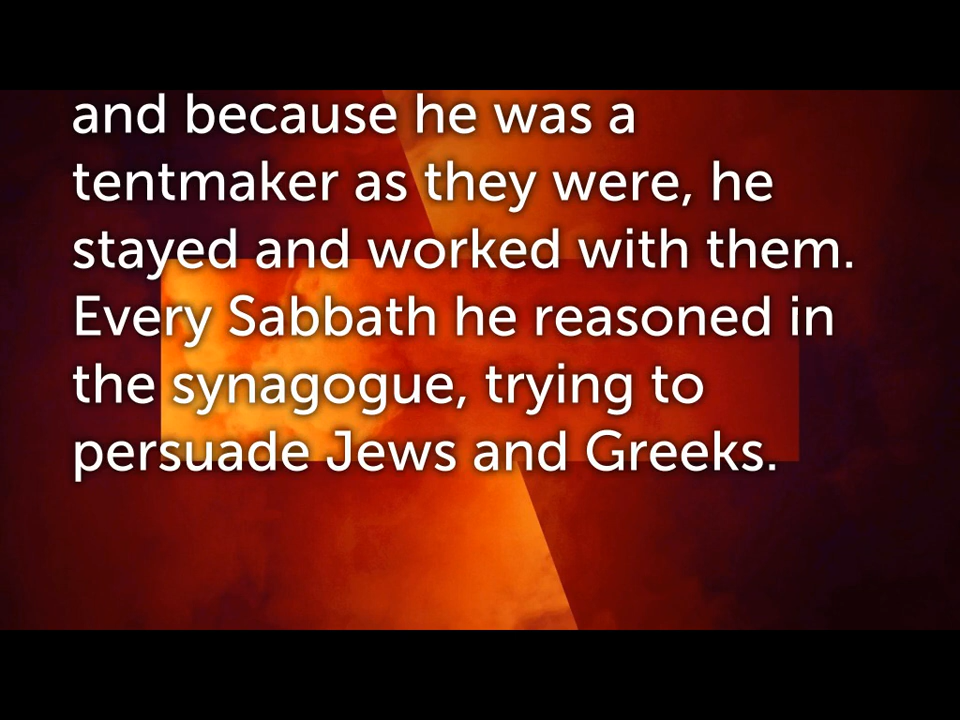 and because he was a
tentmaker as they were, he
stayed and worked with them.
Every Sabbath he reasoned in
the synagogue, trying to
persuade Jews and Greeks.